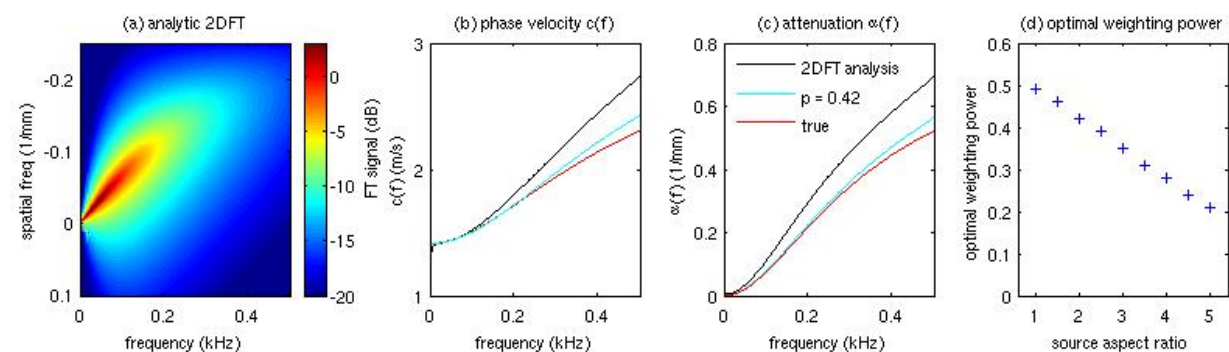 (a) analytic 2DFT
spatial freq (1/mm)
-0.2
-0.1
0
0.1
0
0.2
0.4
frequency (kHz)
0
-5
-10
-15
-20
FT signal (dB)
(b) phase velocity c(f)
c(f) (m/s)
3
2
1
0
0.2
0.4
frequency (kHz)
(c) attenuation α(f)
α(f) (1/mm)
0.8
0.6
0.4
0.2
0
2DFT analysis
p = 0.42
true
0
0.2
0.4
frequency (kHz)
(d) optimal weighting power
optimal weighting power
0.6
0.5
0.4
0.3
0.2
0.1
0
1
2
3
4
5
source aspect ratio